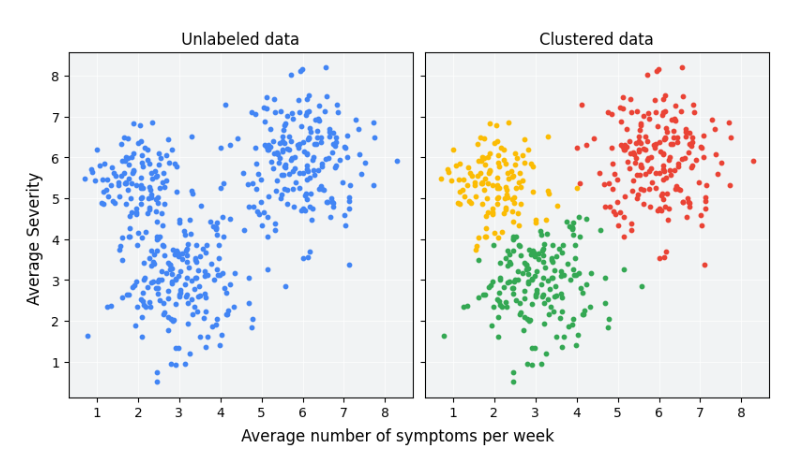 Unlabeled data
Clustered data
8
7
6
5
4
3
2
1
Average Severity
1 2 3 4 5 6 7 8
1 2 3 4 5 6 7 8
Average number of symptoms per week